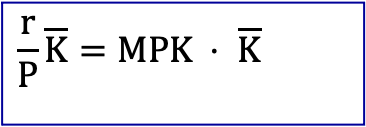 r/P K̅ = MPK · K̅